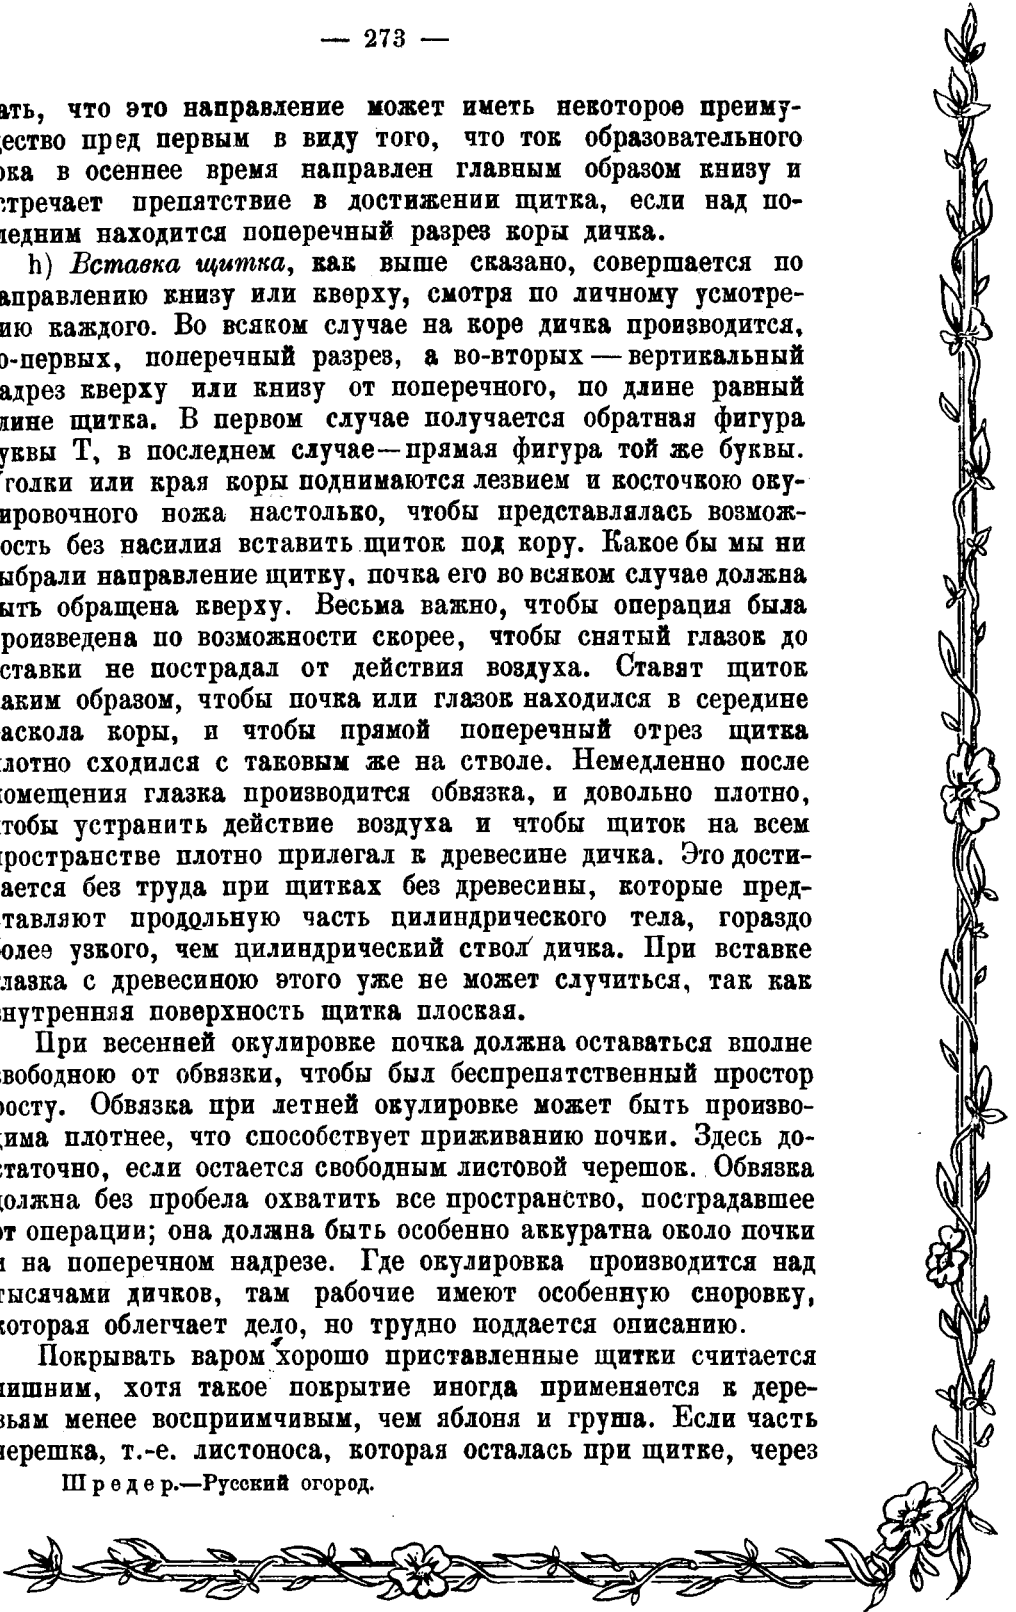 — 273 —
ать, что это направление может иметь некоторое преиму-
ество пред первым в виду того, что ток образовательного
ока в осеннее время направлен главным образом книзу и
стречает препятствие в достижении щитка, если над по-
ледним находится поперечный разрез коры дичка.
h) Вставка щитка, как выше сказано, совершается по
аправлению книзу или кверху, смотря по личному усмотре-
ию каждого. Во всяком случае на коре дичка производится,
о-первых, поперечный разрез, а во-вторых — вертикальный
адрез кверху или книзу от поперечного, по длине равный
лине щитка. В первом случае получается обратная фигура
уквы Т, в последнем случае—прямая фигура той же буквы.
голки или края коры поднимаются лезвием и косточкою оку-
ировочного ножа настолько, чтобы представлялась возмож-
ость без насилия вставить щиток под кору. Какое бы мы ни
ыбрали направление щитку, почка его во всяком случае должна
ыть обращена кверху. Весьма важно, чтобы операция была
роизведена по возможности скорее, чтобы снятый глазок до
ставки не пострадал от действия воздуха. Ставят щиток
аким образом, чтобы почка или глазок находился в середине
аскола коры, и чтобы прямой поперечный отрез щитка
лотно сходился с таковым же на стволе. Немедленно после
омещения глазка производится обвязка, и довольно плотно,
тобы устранить действие воздуха и чтобы щиток на всем
ространстве плотно прилегал к древесине дичка. Это дости-
ается без труда при щитках без древесины, которые пред-
тавляют продольную часть цилиндрического тела, гораздо
олее узкого, чем цилиндрический ствол дичка. При вставке
лазка с древесиною этого уже не может случиться, так как
внутренняя поверхность щитка плоская.
При весенней окулировке почка должна оставаться вполне
вободною от обвязки, чтобы был беспрепятственный простор
росту. Обвязка при летней окулировке может быть произво-
дима плотнее, что способствует приживанию почки. Здесь до-
статочно, если остается свободным листовой черешок. Обвязка
должна без пробела охватить все пространство, пострадавшее
от операции; она должна быть особенно аккуратна около почки
и на поперечном надрезе. Где окулировка производится над
тысячами дичков, там рабочие имеют особенную сноровку,
которая облегчает дело, но трудно поддается описанию.
Покрывать варом хорошо приставленные щитки считается
лишним, хотя такое покрытие иногда применяется к дере-
вьям менее восприимчивым, чем яблоня и груша. Если часть
черешка, т.-е. листоноса, которая осталась при щитке, через
Шредер.—Русский огород.